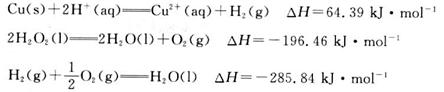 Cu(s)+2H⁺(aq)══Cu²⁺(aq)+H₂(g) ΔH=64.39 kJ·mol⁻¹
2H₂O₂(l)══2H₂O(l)+O₂(g) ΔH=−196.46 kJ·mol⁻¹
H₂(g)+1/2O₂(g)══H₂O(l) ΔH=−285.84 kJ·mol⁻¹